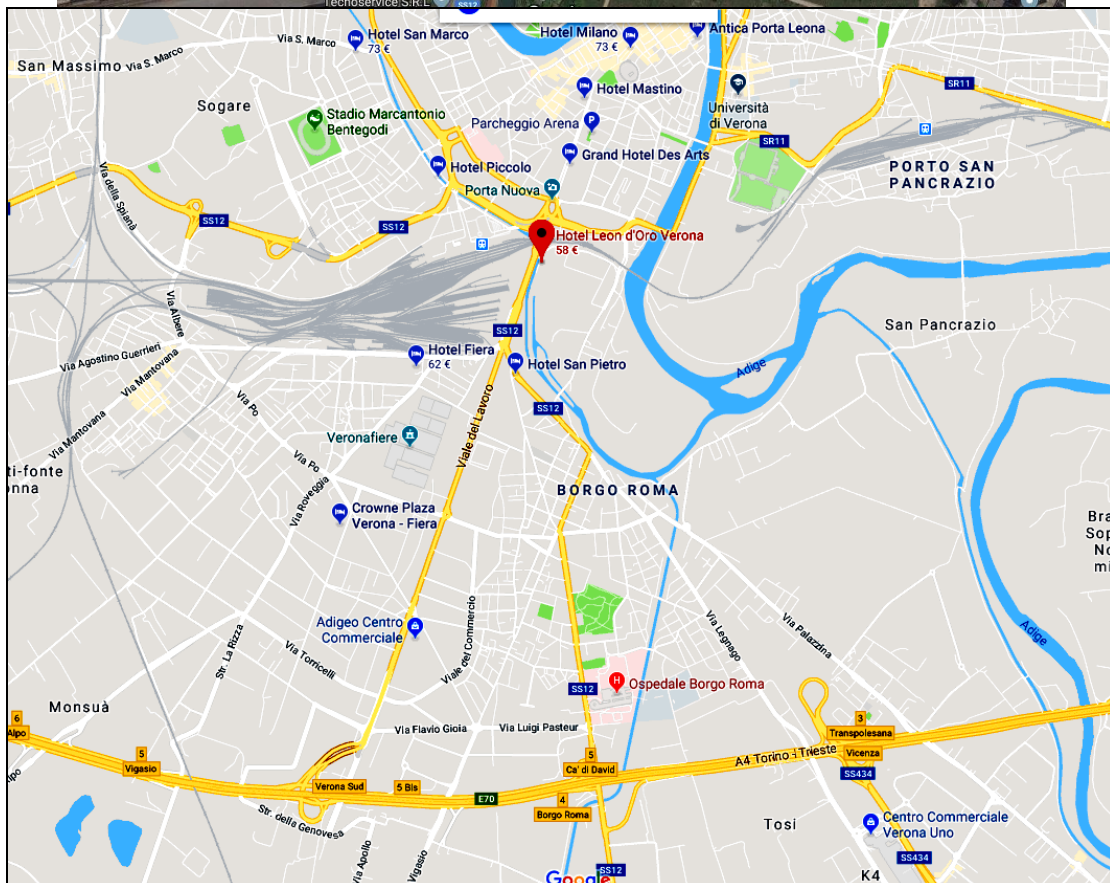 Tecnoservice S.R.L
SS12
Via S. Marco
Hotel San Marco
73 €
Hotel Milano
73 €
Antica Porta Leona
San Massimo
Via S. Marco
Sogare
Stadio Marcantonio
Bentegodi
Hotel Mastino
Parcheggio Arena
P
Università
di Verona
SR11
SR11
Grand Hotel Des Arts
Hotel Piccolo
Porta Nuova
PORTO SAN
PANCRAZIO
Via della Spianà
SS12
SS12
Hotel Leon d'Oro Verona
58 €
Via Albere
SS12
San Pancrazio
Via Agostino Guerrieri
Via Mantovana
Hotel Fiera
62 €
Hotel San Pietro
Adige
SS12
Via Po
Viale del Lavoro
Via Mantovana
Veronafiere
ti-fonte
onna
Via Po
Via Roveggia
BORGO ROMA
Crowne Plaza
Verona - Fiera
Bra
Sop
No
mi
Adigeo Centro
Commerciale
Viale del Commercio
Str. La Rizza
Via Torricelli
Via Legnago
Via Palazzina
Adige
SS12
H
Ospedale Borgo Roma
Monsuà
6
Alpo
Via Flavio Gioia
Via Luigi Pasteur
3
Transpolesana
5
Vigasio
5
Ca' di David
A4 Torino - Trieste
Vicenza
Verona Sud
5 Bis
E70
4
Borgo Roma
SS434
Alpo
Str. della Genovesa
Tosi
Centro Commerciale
Verona Uno
Via Apollo
Vigasio
SS12
SS434
Google
K4